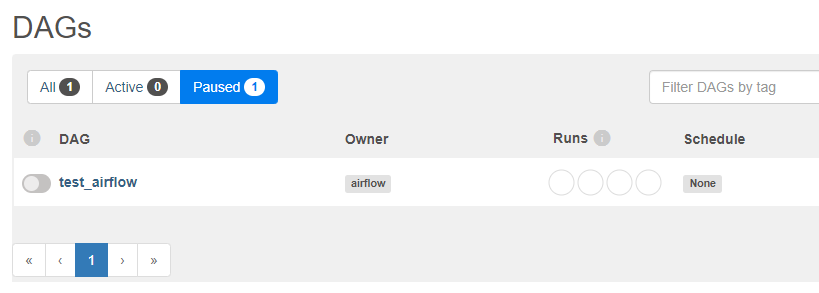 DAGs
All 1 Active 0 Paused 1 Filter DAGs by tag
i DAG Owner Runs i Schedule
test_airflow airflow None
« ‹ 1 › »